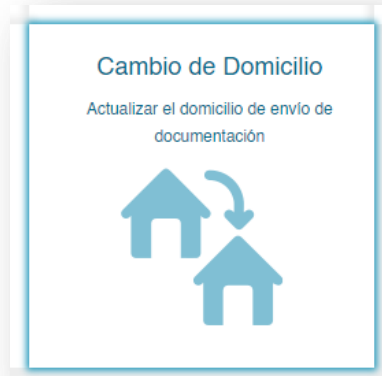 Cambio de Domicilio
Actualizar el domicilio de envío de
documentación